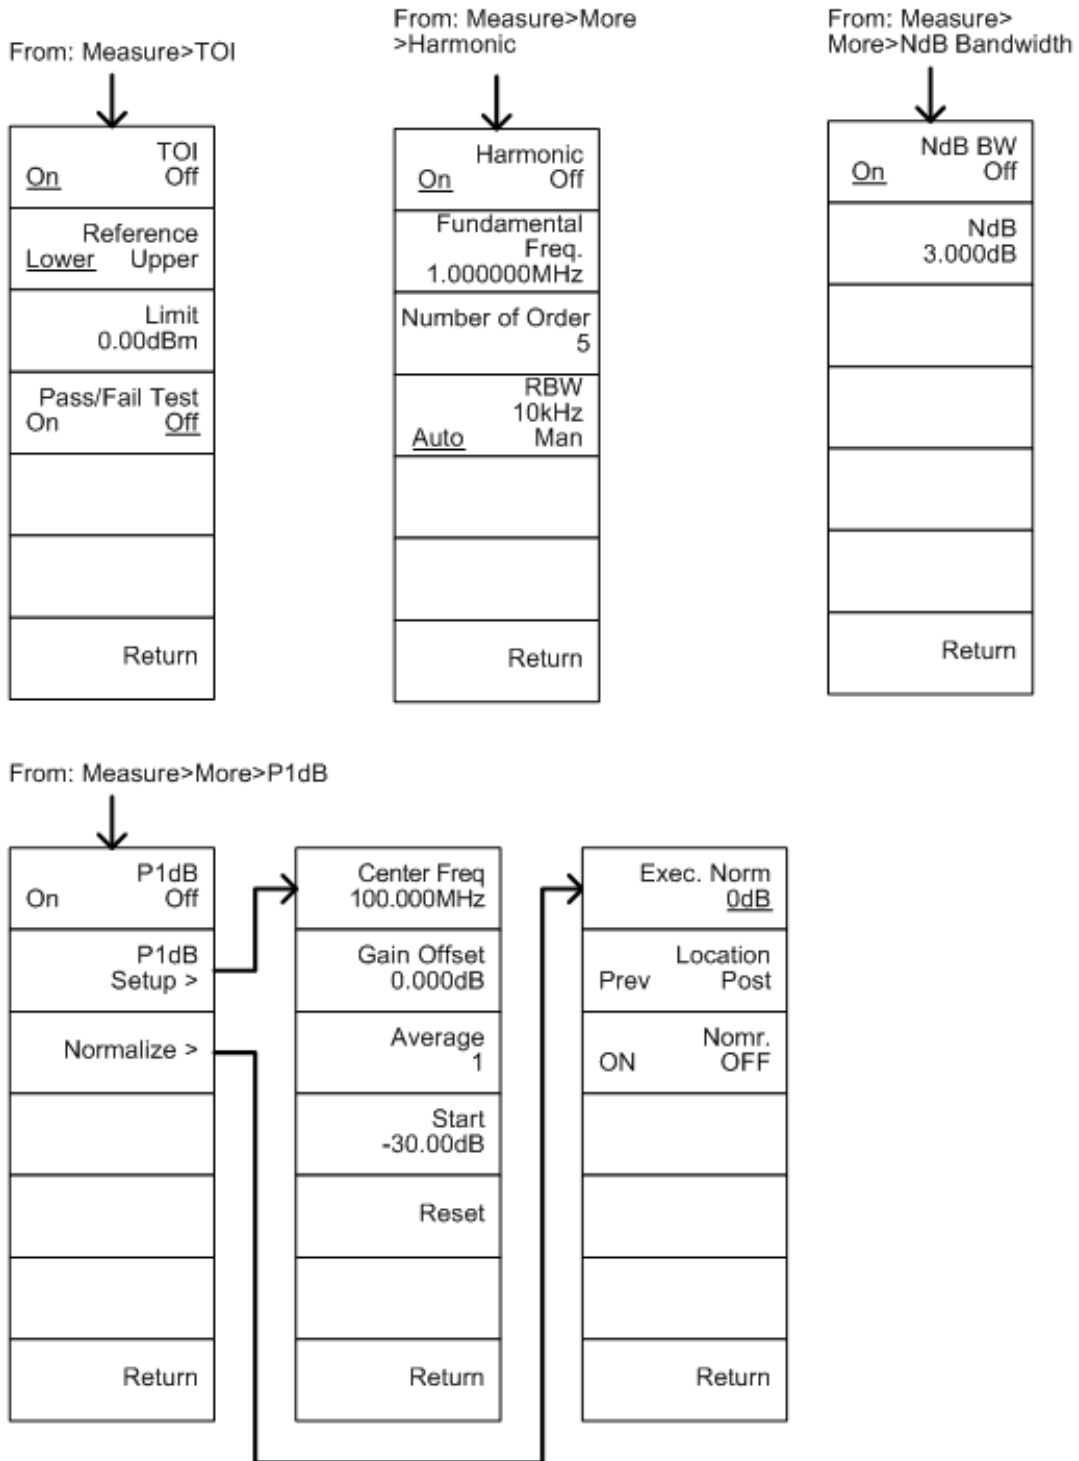 From: Measure>TOI
TOI
On Off
Reference
Lower Upper
Limit
0.00dBm
Pass/Fail Test
On Off
Return
From: Measure>More
>Harmonic
Harmonic
On Off
Fundamental
Freq.
1.000000MHz
Number of Order
5
RBW
10kHz
Auto Man
Return
From: Measure>
More>NdB Bandwidth
NdB BW
On Off
NdB
3.000dB
Return
From: Measure>More>P1dB
P1dB
On Off
P1dB
Setup >
Normalize >
Return
Center Freq
100.000MHz
Gain Offset
0.000dB
Average
1
Start
-30.00dB
Reset
Return
Exec. Norm
0dB
Location
Prev Post
Nomr.
ON OFF
Return